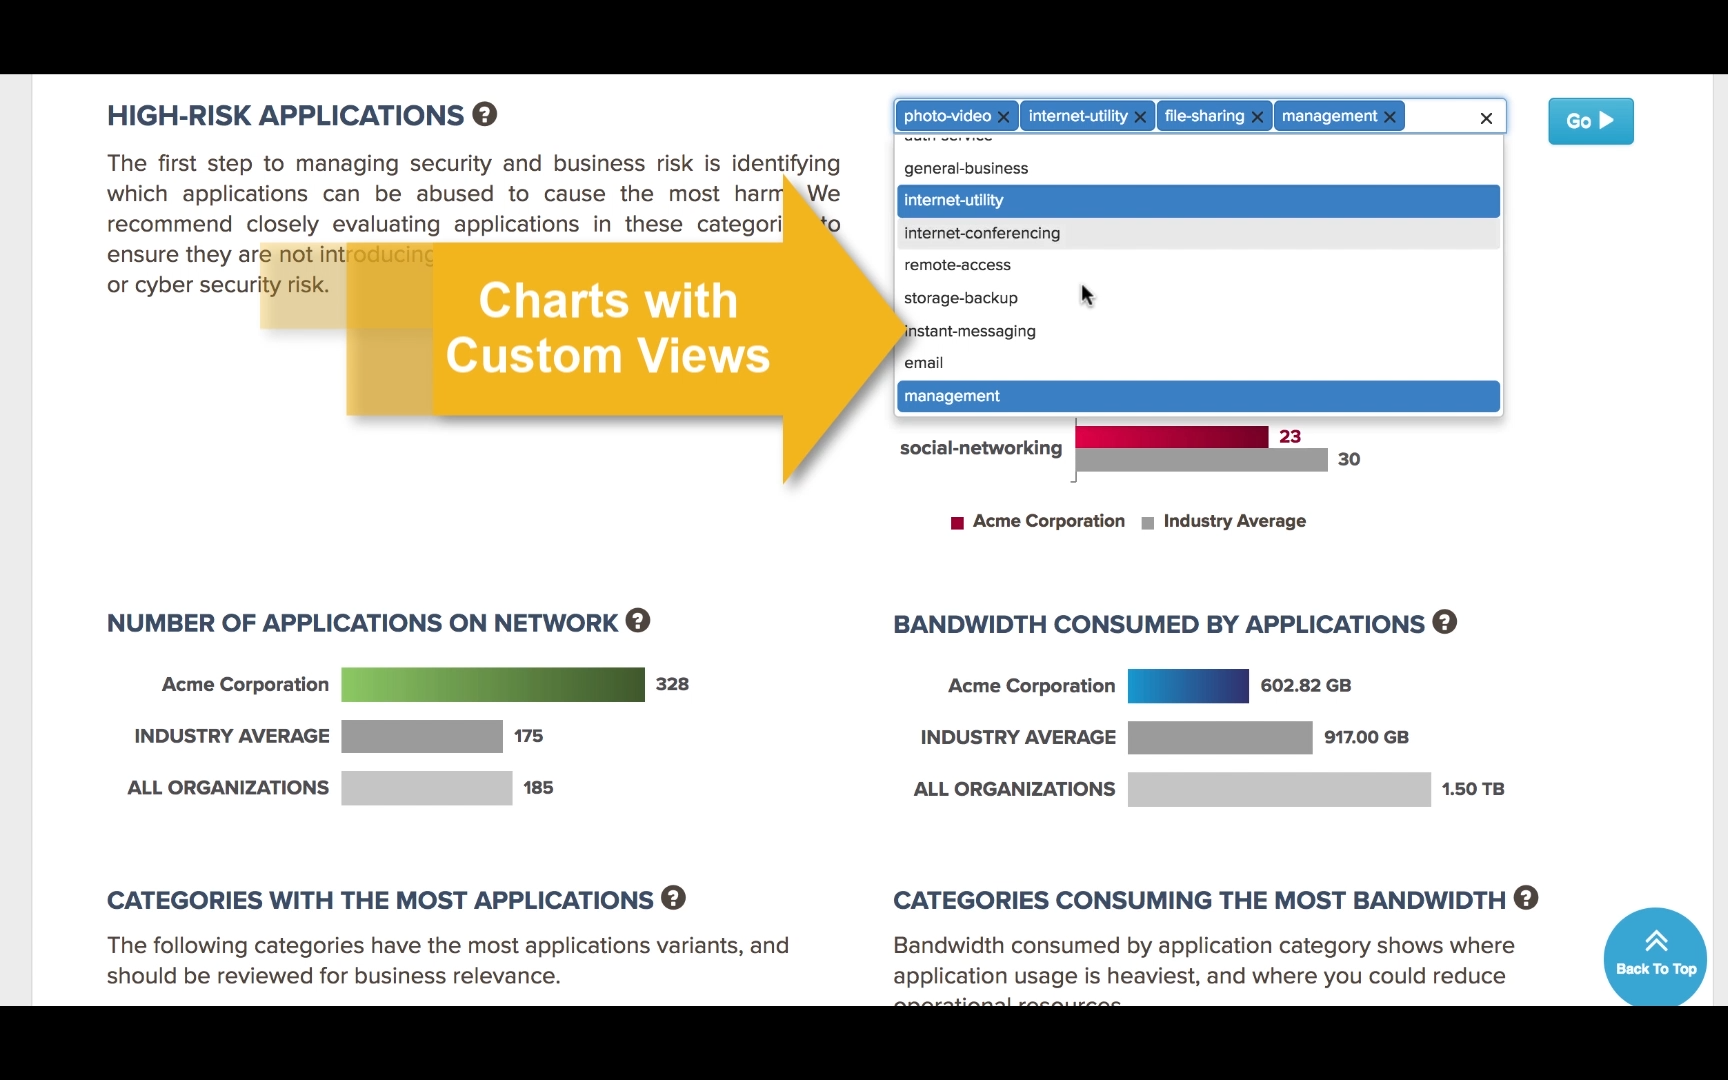 HIGH-RISK APPLICATIONS ?
The first step to managing security and business risk is identifying
which applications can be abused to cause the most harm. We
recommend closely evaluating applications in these categories to
ensure they are not introducing
or cyber security risk.
Charts with
Custom Views
photo-video × internet-utility × file-sharing × management × ×
Go
auth-service
general-business
internet-utility
internet-conferencing
remote-access
storage-backup
instant-messaging
email
management
social-networking 23
30
Acme Corporation Industry Average
NUMBER OF APPLICATIONS ON NETWORK ?
Acme Corporation 328
INDUSTRY AVERAGE 175
ALL ORGANIZATIONS 185
BANDWIDTH CONSUMED BY APPLICATIONS ?
Acme Corporation 602.82 GB
INDUSTRY AVERAGE 917.00 GB
ALL ORGANIZATIONS 1.50 TB
CATEGORIES WITH THE MOST APPLICATIONS ?
The following categories have the most applications variants, and
should be reviewed for business relevance.
CATEGORIES CONSUMING THE MOST BANDWIDTH ?
Bandwidth consumed by application category shows where
application usage is heaviest, and where you could reduce
operational resources.
Back To Top